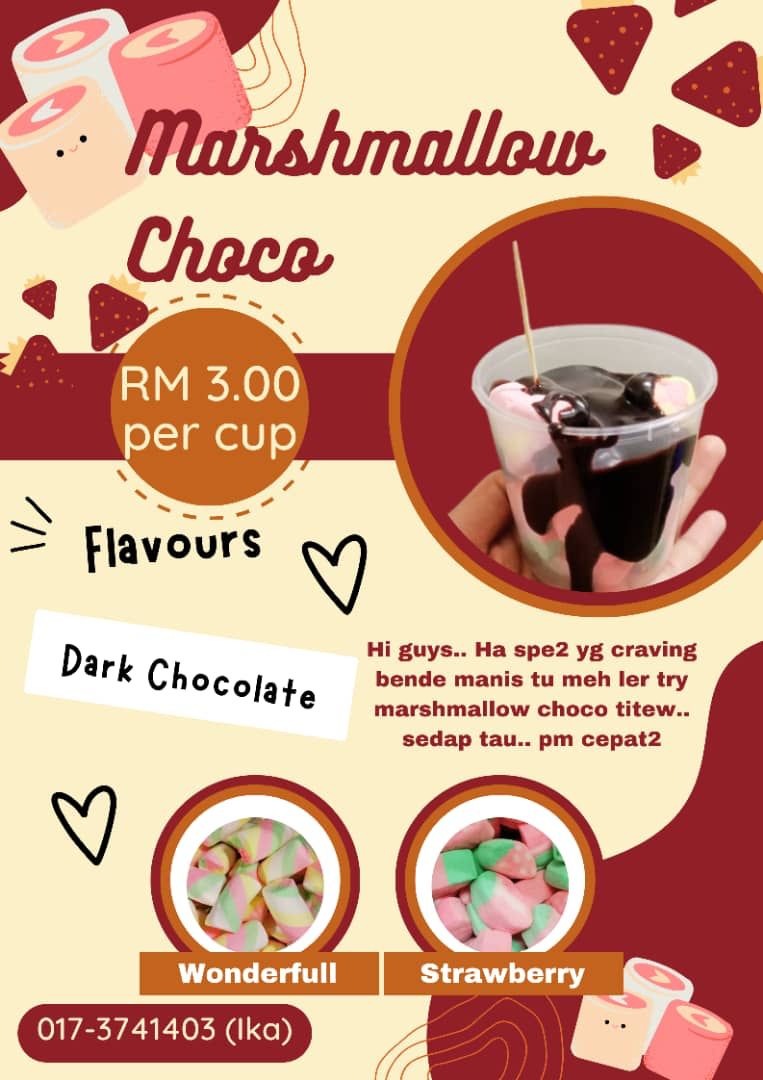 Marshmallow
Choco
RM 3.00
per cup
Flavours
Dark Chocolate
Hi guys.. Ha spe2 yg craving
bende manis tu meh ler try
marshmallow choco titew..
sedap tau.. pm cepat2
Wonderfull
Strawberry
017-3741403 (Ika)